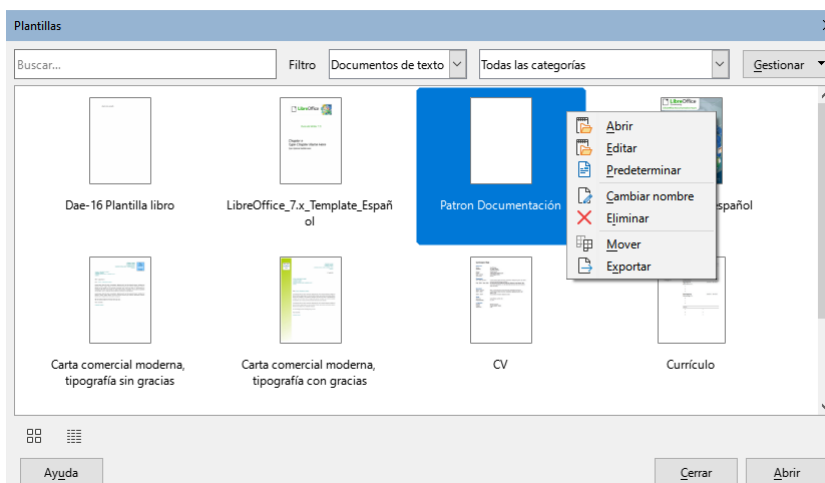 Plantillas
Buscar...
Filtro
Documentos de texto
Todas las categorías
Gestionar
LibreOffice
LibreOffice
Abrir
Editar
Predeterminar
Cambiar nombre
Eliminar
Mover
Exportar
Dae-16 Plantilla libro
LibreOffice_7.x_Template_Españ
ol
Patron Documentación
spañol
Carta comercial moderna,
tipografía sin gracias
Carta comercial moderna,
tipografía con gracias
CV
Currículo
Ayuda
Cerrar
Abrir